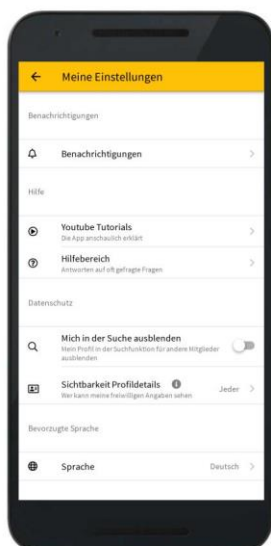 Meine Einstellungen
Benachrichtigungen
Benachrichtigungen
Hilfe
Youtube Tutorials
Die App anschaulich erklärt
Hilfebereich
Antworten auf oft gefragte Fragen
Datenschutz
Mich in der Suche ausblenden
Mein Profil in der Suchfunktion für andere Mitglieder
ausblenden
Sichtbarkeit Profildetails Jeder
Wer kann meine freiwilligen Angaben sehen
Bevorzugte Sprache
Sprache Deutsch